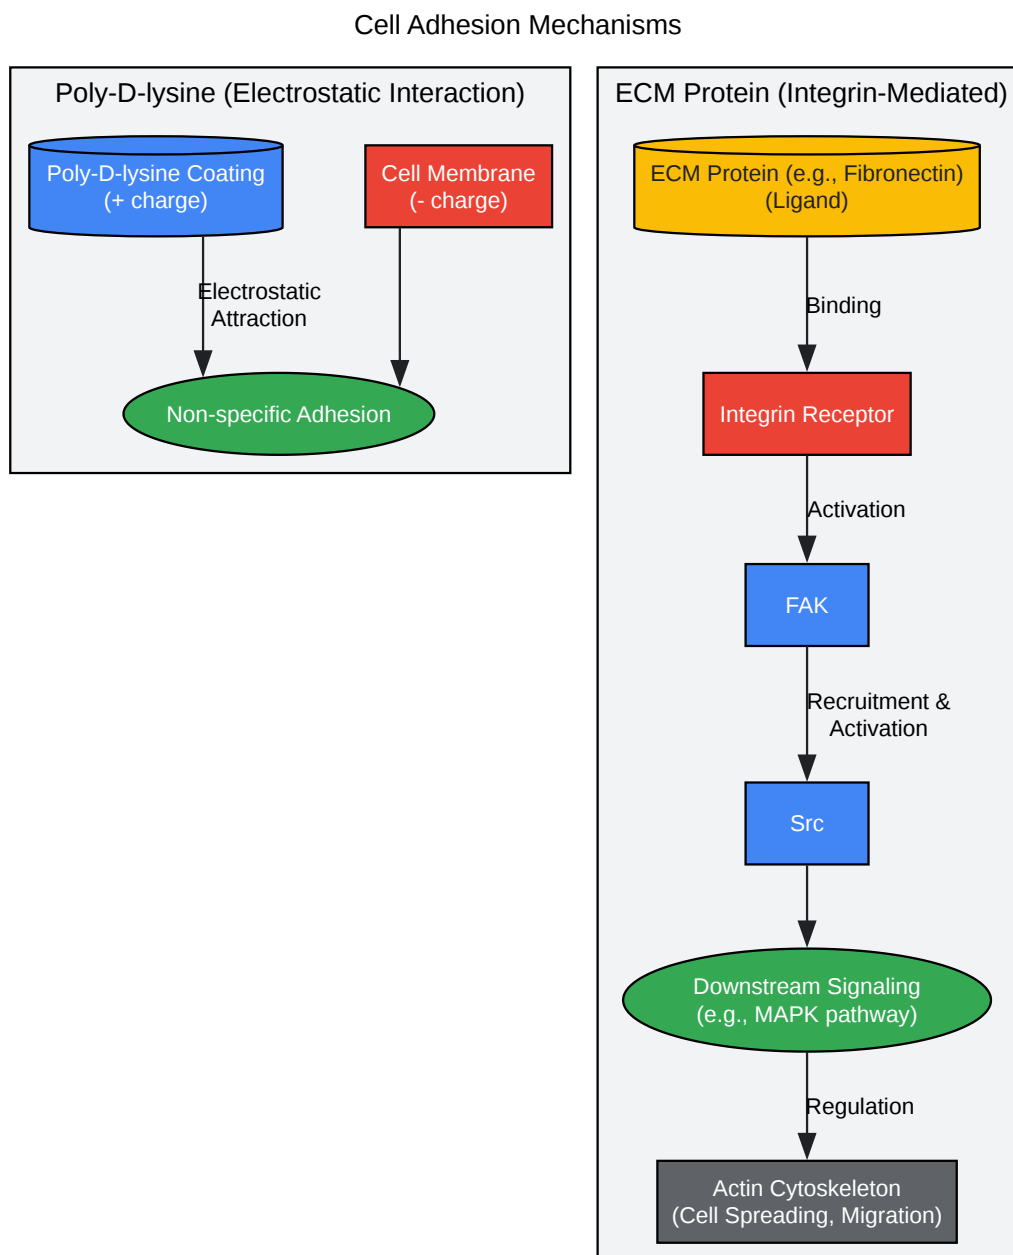 Cell Adhesion Mechanisms
Poly-D-lysine (Electrostatic Interaction)
Poly-D-lysine Coating
(+ charge)
Cell Membrane
(- charge)
Electrostatic
Attraction
Non-specific Adhesion
ECM Protein (Integrin-Mediated)
ECM Protein (e.g., Fibronectin)
(Ligand)
Binding
Integrin Receptor
Activation
FAK
Recruitment &
Activation
Src
Downstream Signaling
(e.g., MAPK pathway)
Regulation
Actin Cytoskeleton
(Cell Spreading, Migration)